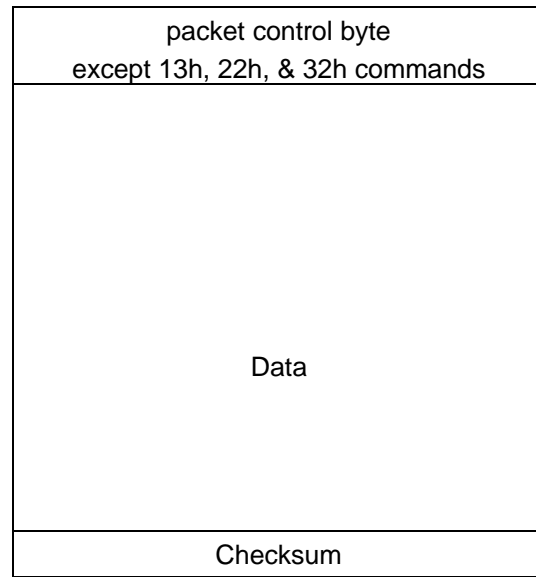 packet control byte
except 13h, 22h, & 32h commands
Data
Checksum